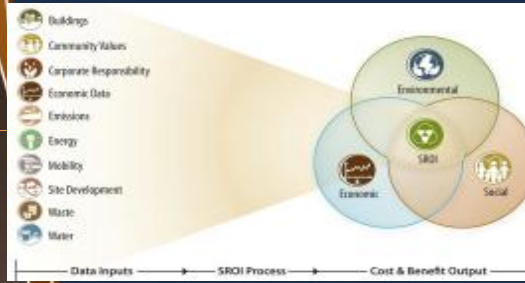 Buildings
Community Values
Corporate Responsibility
Economic Data
Emissions
Energy
Mobility
Site Development
Waste
Water
Environmental
SROI
Economic
Social
Data Inputs
SROI Process
Cost & Benefit Output